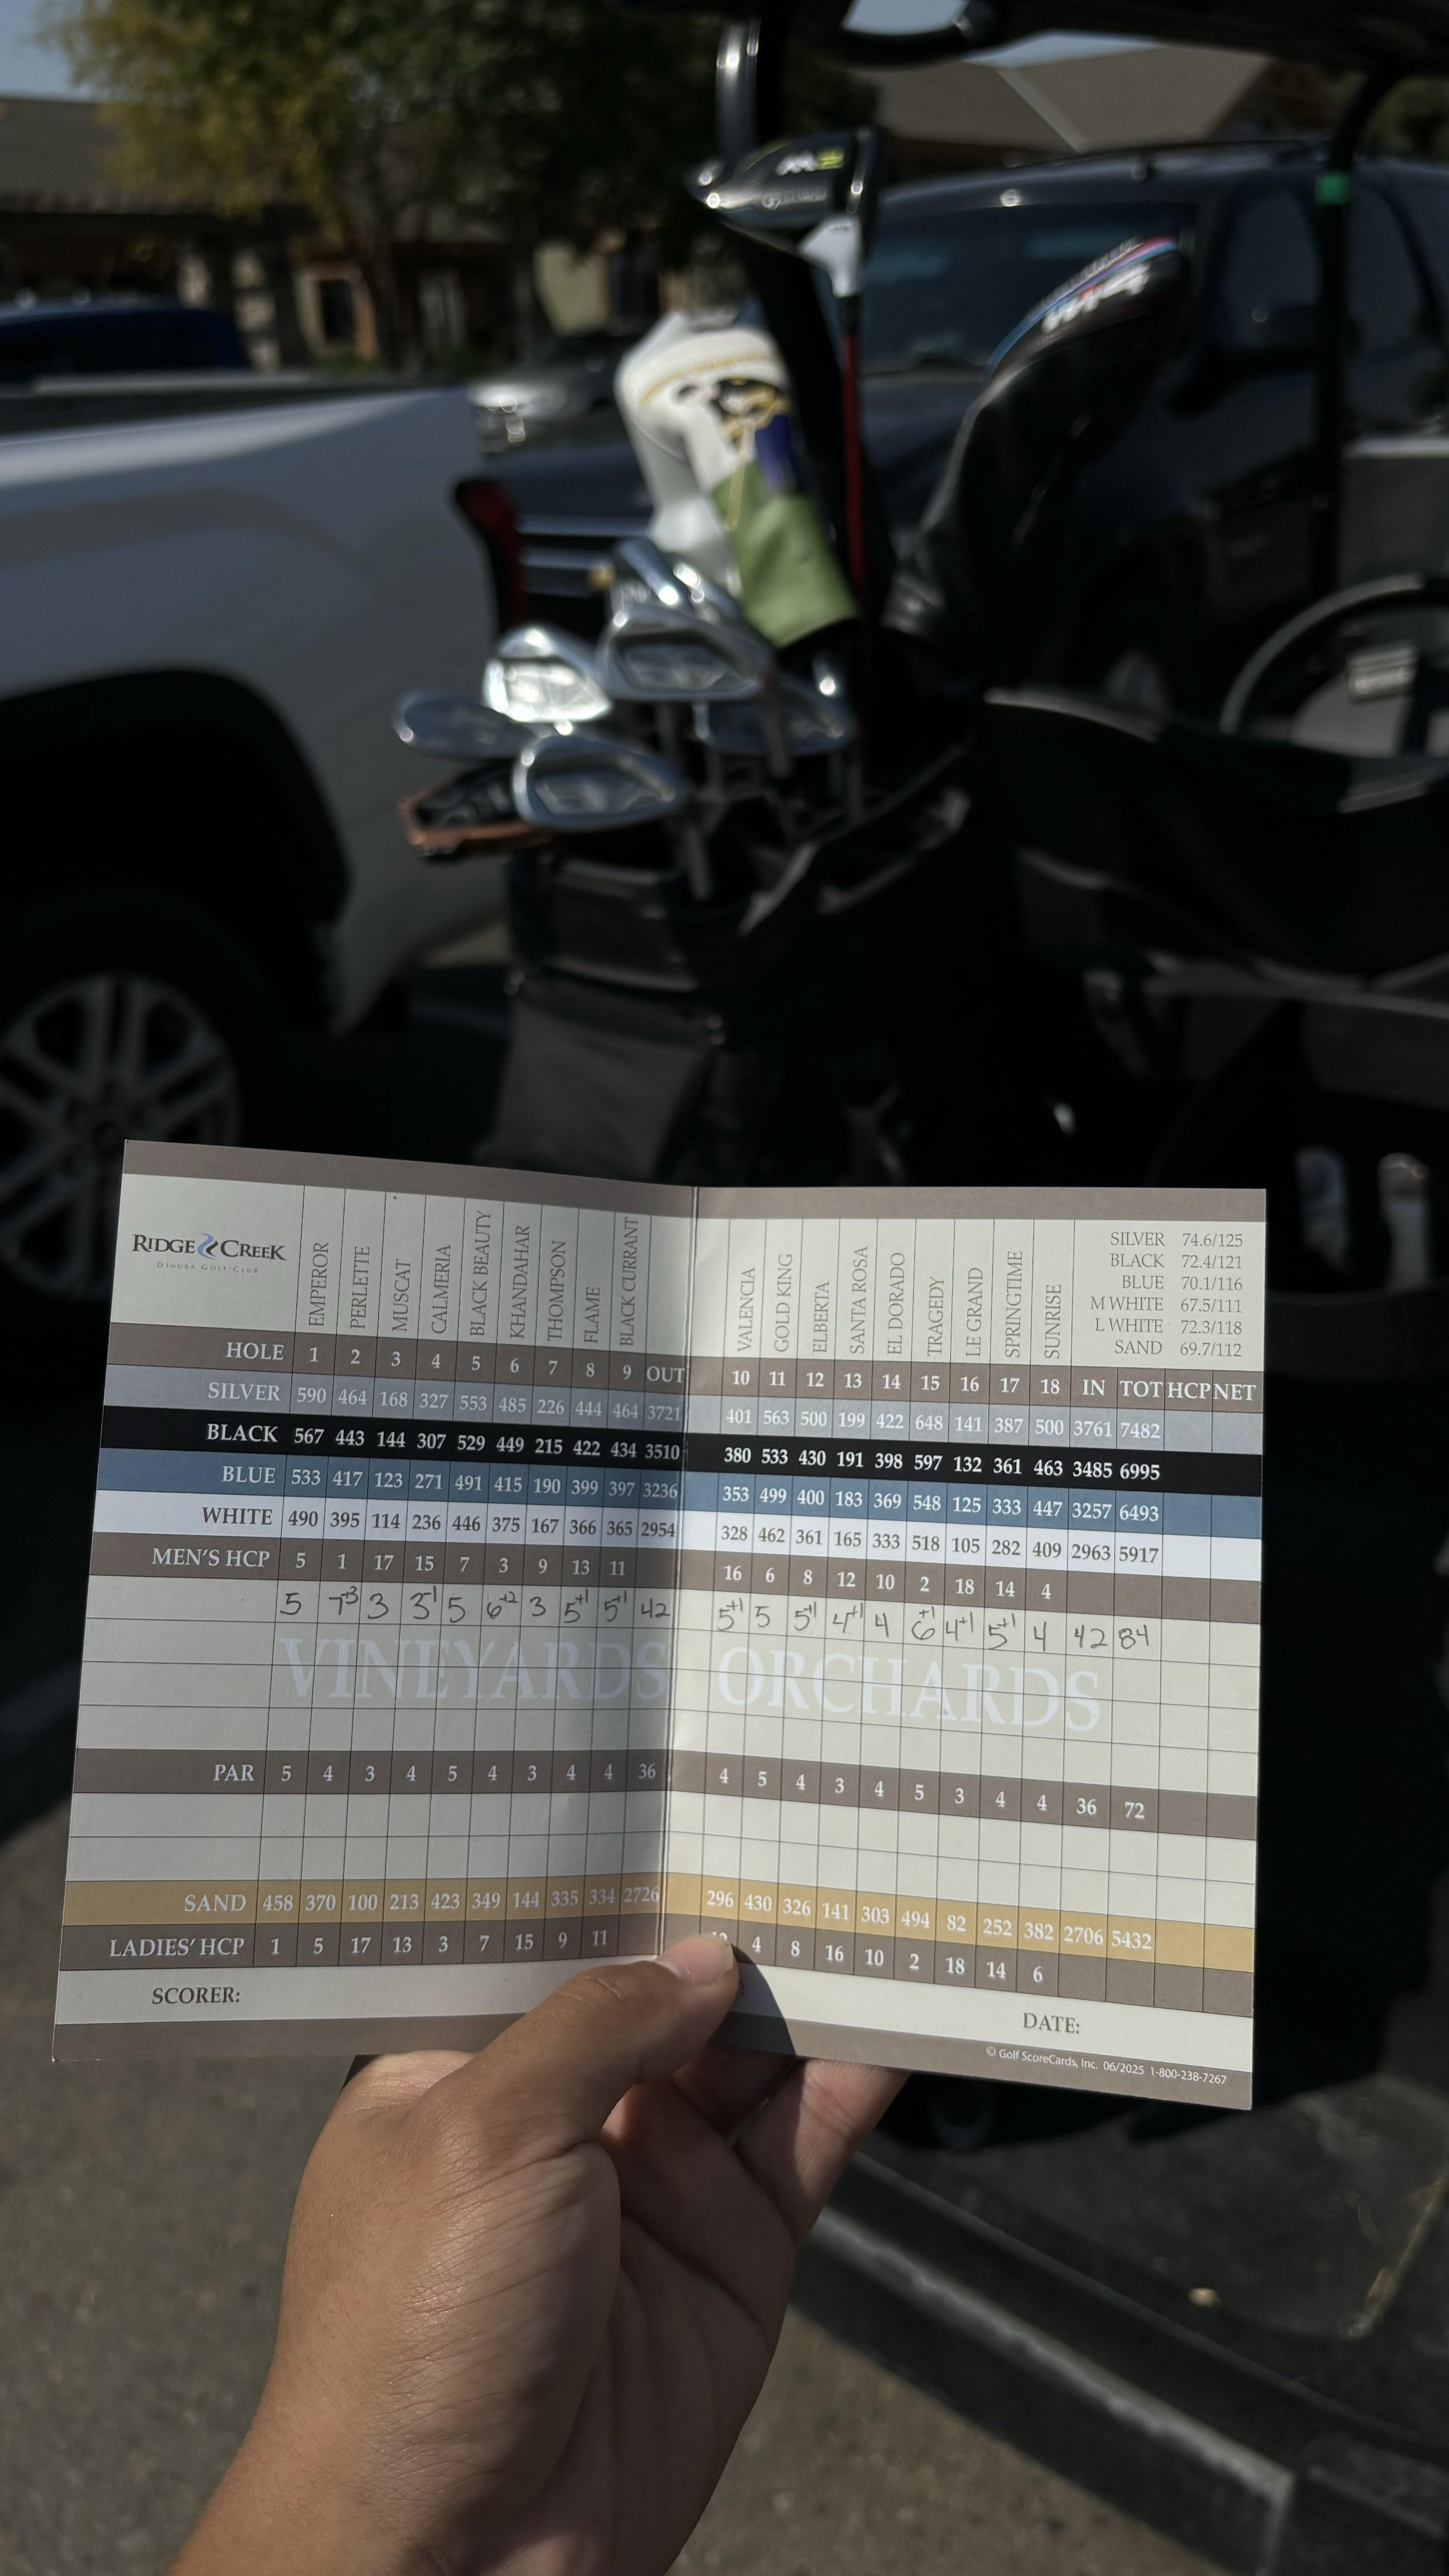 M2
RIDGE CREEK
DINUBA GOLF CLUB
EMPEROR PERLETTE MUSCAT CALMERIA BLACK BEAUTY KHANDAHAR THOMPSON FLAME BLACK CURRANT VALENCIA GOLD KING ELBERTA SANTA ROSA EL DORADO TRAGEDY LE GRAND SPRINGTIME SUNRISE
SILVER 74.6/125
BLACK 72.4/121
BLUE 70.1/116
M WHITE 67.5/111
L WHITE 72.3/118
SAND 69.7/112
HOLE 1 2 3 4 5 6 7 8 9 OUT 10 11 12 13 14 15 16 17 18 IN TOT HCP NET
SILVER 590 464 168 327 553 485 226 444 464 3721 401 563 500 199 422 648 141 387 500 3761 7482
BLACK 567 443 144 307 529 449 215 422 434 3510 380 533 430 191 398 597 132 361 463 3485 6995
BLUE 533 417 123 271 491 415 190 399 397 3236 353 499 400 183 369 548 125 333 447 3257 6493
WHITE 490 395 114 236 446 375 167 366 365 2954 328 462 361 165 333 518 105 282 409 2963 5917
MEN'S HCP 5 1 17 15 7 3 9 13 11 16 6 8 12 10 2 18 14 4
5 7+3 3 3-1 5 6+2 3 5+1 5+1 42 5+1 5 5+1 4+1 4 6+1 4+1 5+1 4 42 84
VINEYARDS ORCHARDS
PAR 5 4 3 4 5 4 3 4 4 36 4 5 4 3 4 5 3 4 4 36 72
SAND 458 370 100 213 423 349 144 335 334 2726 296 430 326 141 303 494 82 252 382 2706 5432
LADIES' HCP 1 5 17 13 3 7 15 9 11 4 8 16 10 2 18 14 6
SCORER:
DATE:
© Golf ScoreCards, Inc. 06/2025 1-800-238-7267